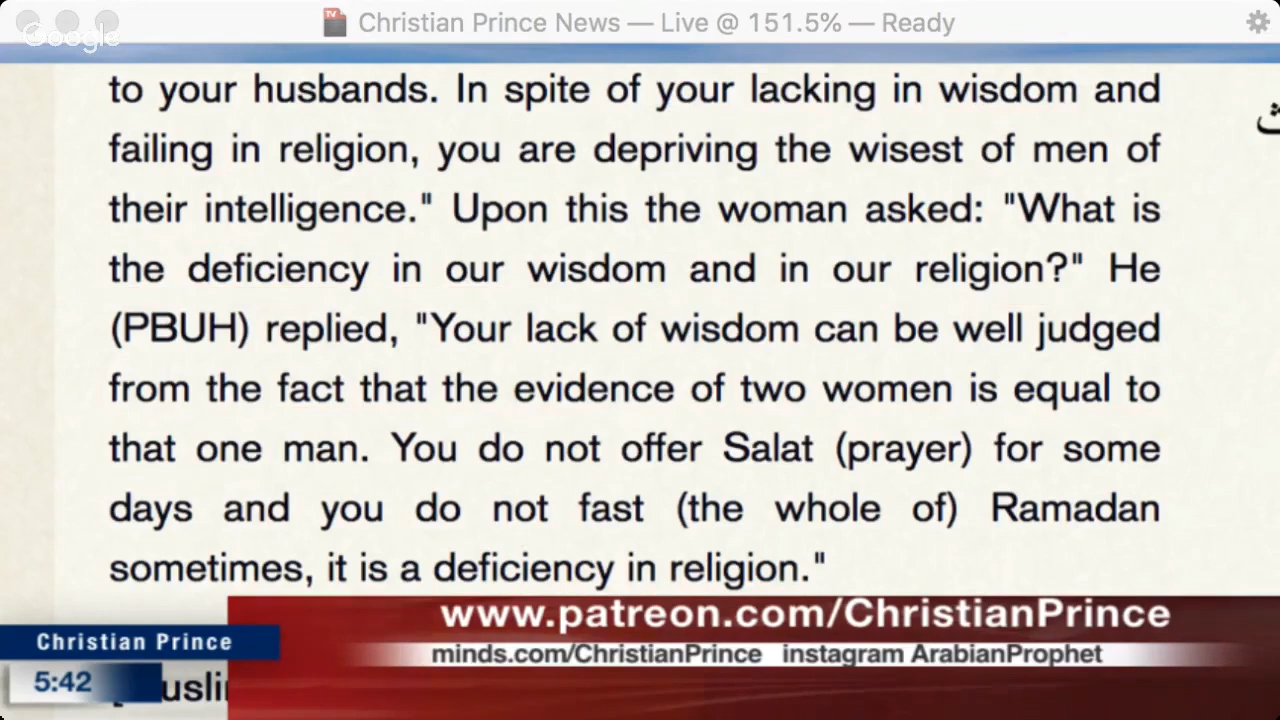 Google
Christian Prince News — Live @ 151.5% — Ready
to your husbands. In spite of your lacking in wisdom and
failing in religion, you are depriving the wisest of men of
their intelligence." Upon this the woman asked: "What is
the deficiency in our wisdom and in our religion?" He
(PBUH) replied, "Your lack of wisdom can be well judged
from the fact that the evidence of two women is equal to
that one man. You do not offer Salat (prayer) for some
days and you do not fast (the whole of) Ramadan
sometimes, it is a deficiency in religion."
www.patreon.com/ChristianPrince
Christian Prince
minds.com/ChristianPrince instagram ArabianProphet
5:42